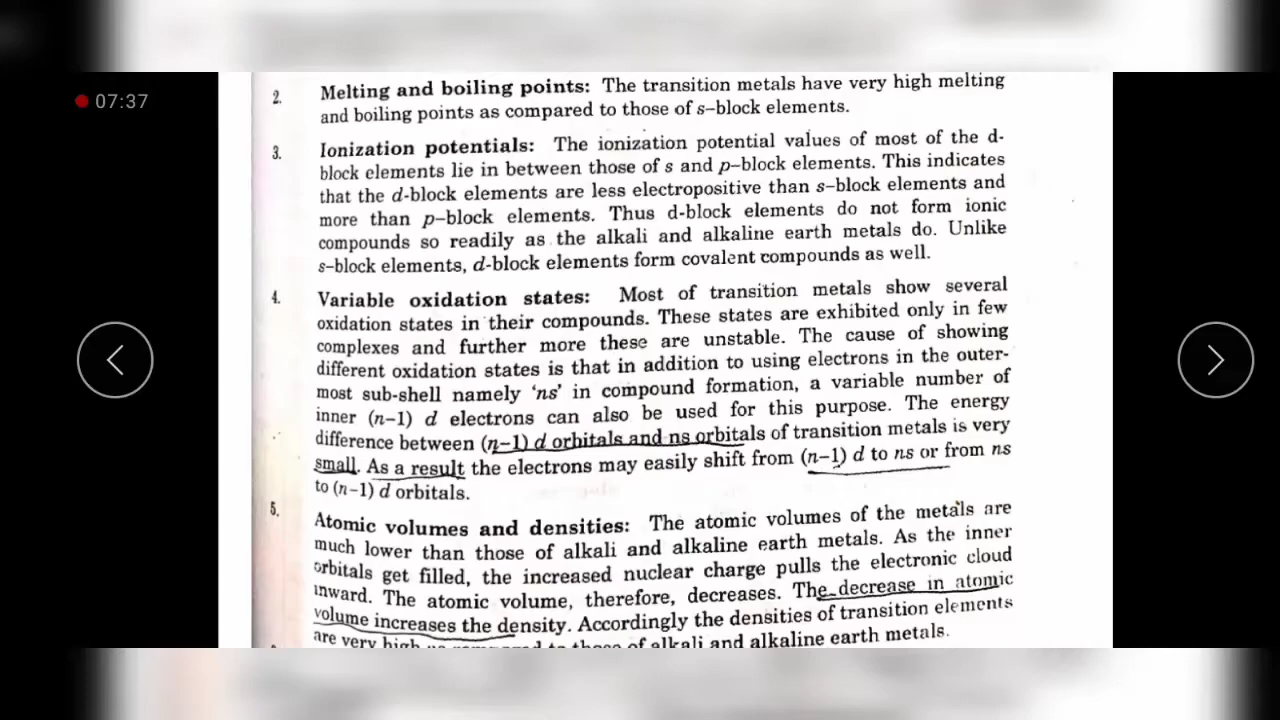 07:37
2. Melting and boiling points: The transition metals have very high melting
and boiling points as compared to those of s–block elements.
3. Ionization potentials: The ionization potential values of most of the d-
block elements lie in between those of s and p–block elements. This indicates
that the d-block elements are less electropositive than s–block elements and
more than p–block elements. Thus d-block elements do not form ionic
compounds so readily as the alkali and alkaline earth metals do. Unlike
s–block elements, d-block elements form covalent compounds as well.
4. Variable oxidation states: Most of transition metals show several
oxidation states in their compounds. These states are exhibited only in few
complexes and further more these are unstable. The cause of showing
different oxidation states is that in addition to using electrons in the outer-
most sub-shell namely ‘ns’ in compound formation, a variable number of
inner (n–1) d electrons can also be used for this purpose. The energy
difference between (n–1) d orbitals and ns orbitals of transition metals is very
small. As a result the electrons may easily shift from (n–1) d to ns or from ns
to (n–1) d orbitals.
5. Atomic volumes and densities: The atomic volumes of the metals are
much lower than those of alkali and alkaline earth metals. As the inner
orbitals get filled, the increased nuclear charge pulls the electronic cloud
inward. The atomic volume, therefore, decreases. The decrease in atomic
volume increases the density. Accordingly the densities of transition elements
are very high as compared to those of alkali and alkaline earth metals.